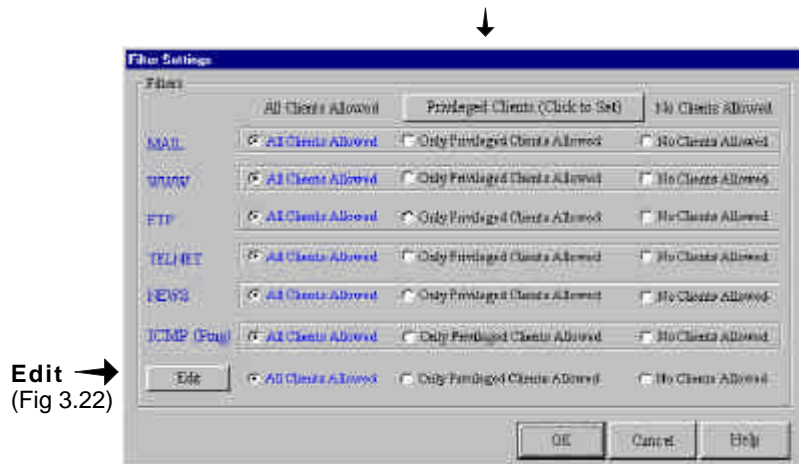 Filter Settings
Filters
All Clients Allowed Privileged Clients (Click to Set) No Clients Allowed
MAIL All Clients Allowed Only Privileged Clients Allowed No Clients Allowed
WWW All Clients Allowed Only Privileged Clients Allowed No Clients Allowed
FTP All Clients Allowed Only Privileged Clients Allowed No Clients Allowed
TELNET All Clients Allowed Only Privileged Clients Allowed No Clients Allowed
NEWS All Clients Allowed Only Privileged Clients Allowed No Clients Allowed
ICMP (Ping) All Clients Allowed Only Privileged Clients Allowed No Clients Allowed
Edit
(Fig 3.22)
Edit All Clients Allowed Only Privileged Clients Allowed No Clients Allowed
OK Cancel Help